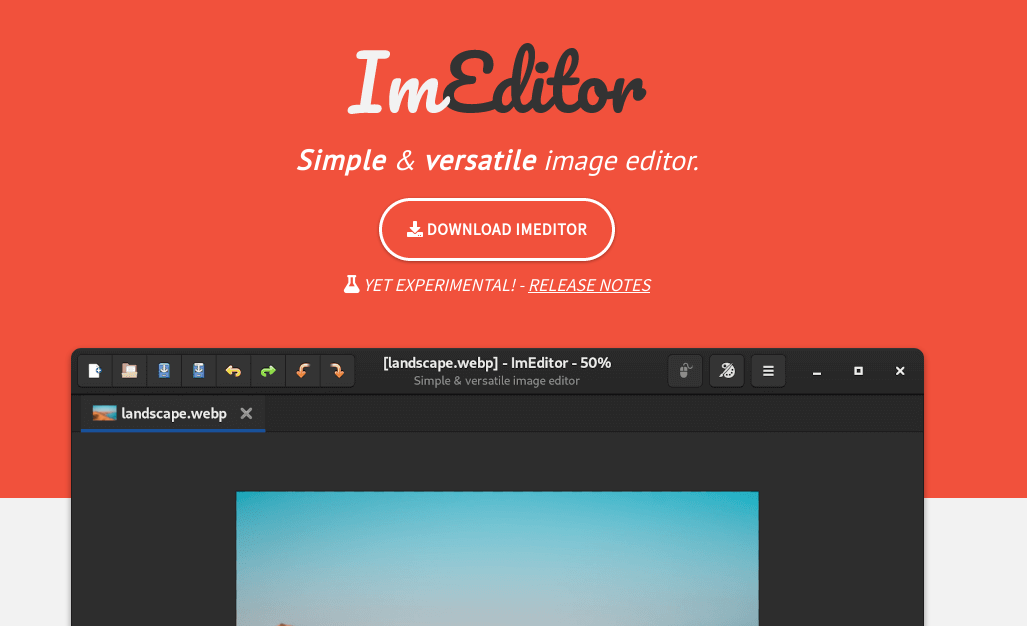 ImEditor
Simple & versatile image editor.
DOWNLOAD IMEDITOR
YET EXPERIMENTAL! - RELEASE NOTES
[landscape.webp] - ImEditor - 50%
Simple & versatile image editor
landscape.webp